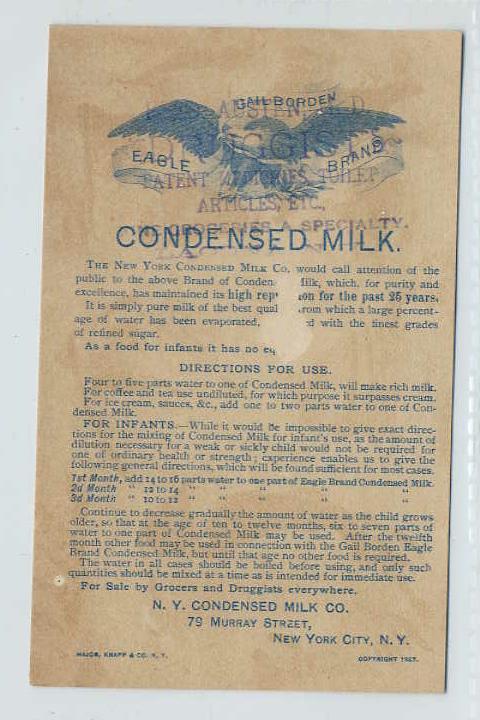 GAIL BORDEN
EAGLE BRAND
AUSTEN,
DRUGGIST
PATENT MEDICINES, TOILET
ARTICLES, ETC.,
GROCERIES A SPECIALTY.
CONDENSED MILK.
THE NEW YORK CONDENSED MILK CO. would call attention of the
public to the above Brand of Conden ilk, which, for purity and
excellence, has maintained its high rep on for the past 25 years.
It is simply pure milk of the best qual rom which a large percent-
age of water has been evaporated, d with the finest grades
of refined sugar.
As a food for infants it has no eq
DIRECTIONS FOR USE.
Four to five parts water to one of Condensed Milk, will make rich milk.
For coffee and tea use undiluted, for which purpose it surpasses cream.
For ice cream, sauces, &c., add one to two parts water to one of Con-
densed Milk.
FOR INFANTS.—While it would be impossible to give exact direc-
tions for the mixing of Condensed Milk for infant's use, as the amount of
dilution necessary for a weak or sickly child would not be required for
one of ordinary health or strength; experience enables us to give the
following general directions, which will be found sufficient for most cases.
1st Month, add 14 to 16 parts water to one part of Eagle Brand Condensed Milk.
2d Month " 12 to 14 " " " " "
3d Month " 10 to 12 " " " " "
Continue to decrease gradually the amount of water as the child grows
older, so that at the age of ten to twelve months, six to seven parts of
water to one part of Condensed Milk may be used. After the twelfth
month other food may be used in connection with the Gail Borden Eagle
Brand Condensed Milk, but until that age no other food is required.
The water in all cases should be boiled before using, and only such
quantities should be mixed at a time as is intended for immediate use.
For Sale by Grocers and Druggists everywhere.
N. Y. CONDENSED MILK CO.
79 MURRAY STREET,
NEW YORK CITY, N. Y.
MAJOR, KNAPP & CO. N. Y.
COPYRIGHT 1887.